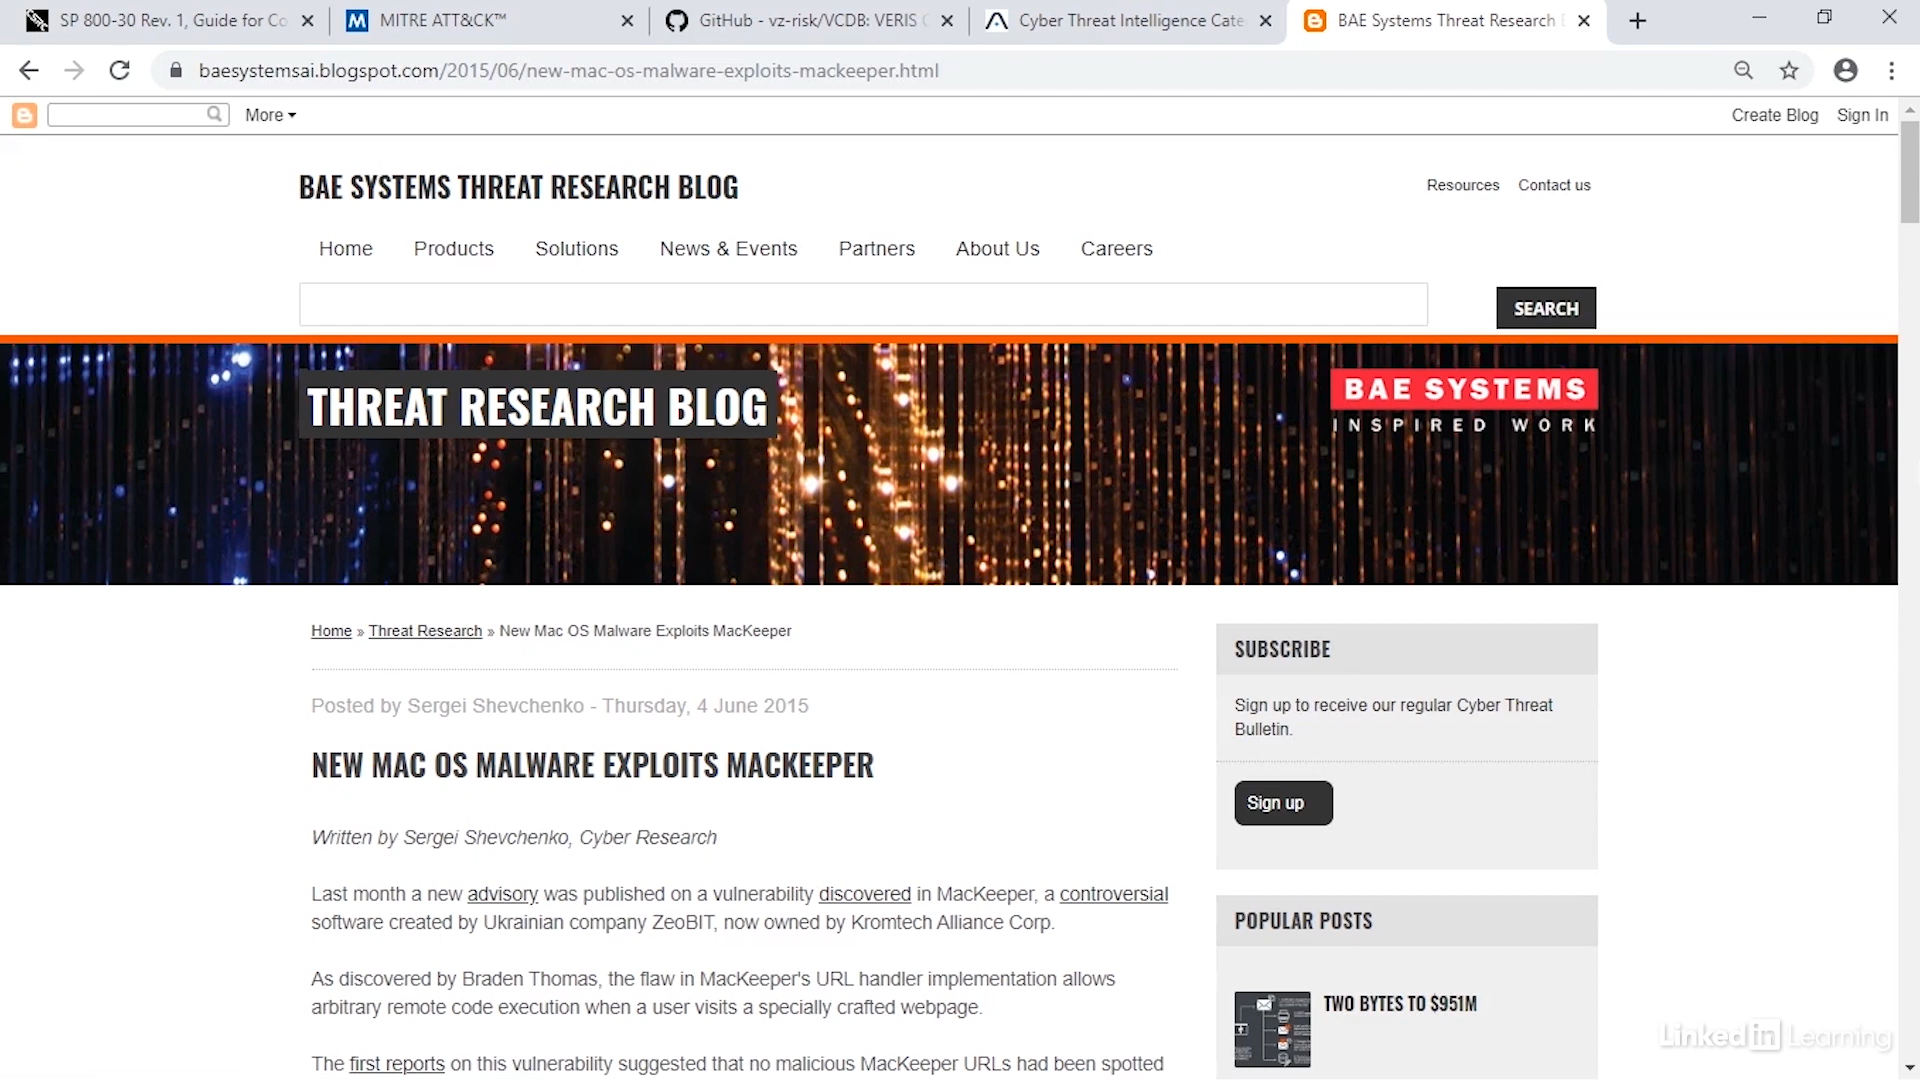 SP 800-30 Rev. 1, Guide for Co
MITRE ATT&CK™
GitHub - vz-risk/VCDB: VERIS C
Cyber Threat Intelligence Cate
BAE Systems Threat Research B
baesystemsai.blogspot.com/2015/06/new-mac-os-malware-exploits-mackeeper.html
More
Create Blog
Sign In
BAE SYSTEMS THREAT RESEARCH BLOG
Resources
Contact us
Home
Products
Solutions
News & Events
Partners
About Us
Careers
SEARCH
THREAT RESEARCH BLOG
BAE SYSTEMS
INSPIRED WORK
Home » Threat Research » New Mac OS Malware Exploits MacKeeper
Posted by Sergei Shevchenko - Thursday, 4 June 2015
NEW MAC OS MALWARE EXPLOITS MACKEEPER
Written by Sergei Shevchenko, Cyber Research
Last month a new advisory was published on a vulnerability discovered in MacKeeper, a controversial
software created by Ukrainian company ZeoBIT, now owned by Kromtech Alliance Corp.
As discovered by Braden Thomas, the flaw in MacKeeper's URL handler implementation allows
arbitrary remote code execution when a user visits a specially crafted webpage.
The first reports on this vulnerability suggested that no malicious MacKeeper URLs had been spotted
SUBSCRIBE
Sign up to receive our regular Cyber Threat
Bulletin.
Sign up
POPULAR POSTS
TWO BYTES TO $951M
LinkedIn Learning